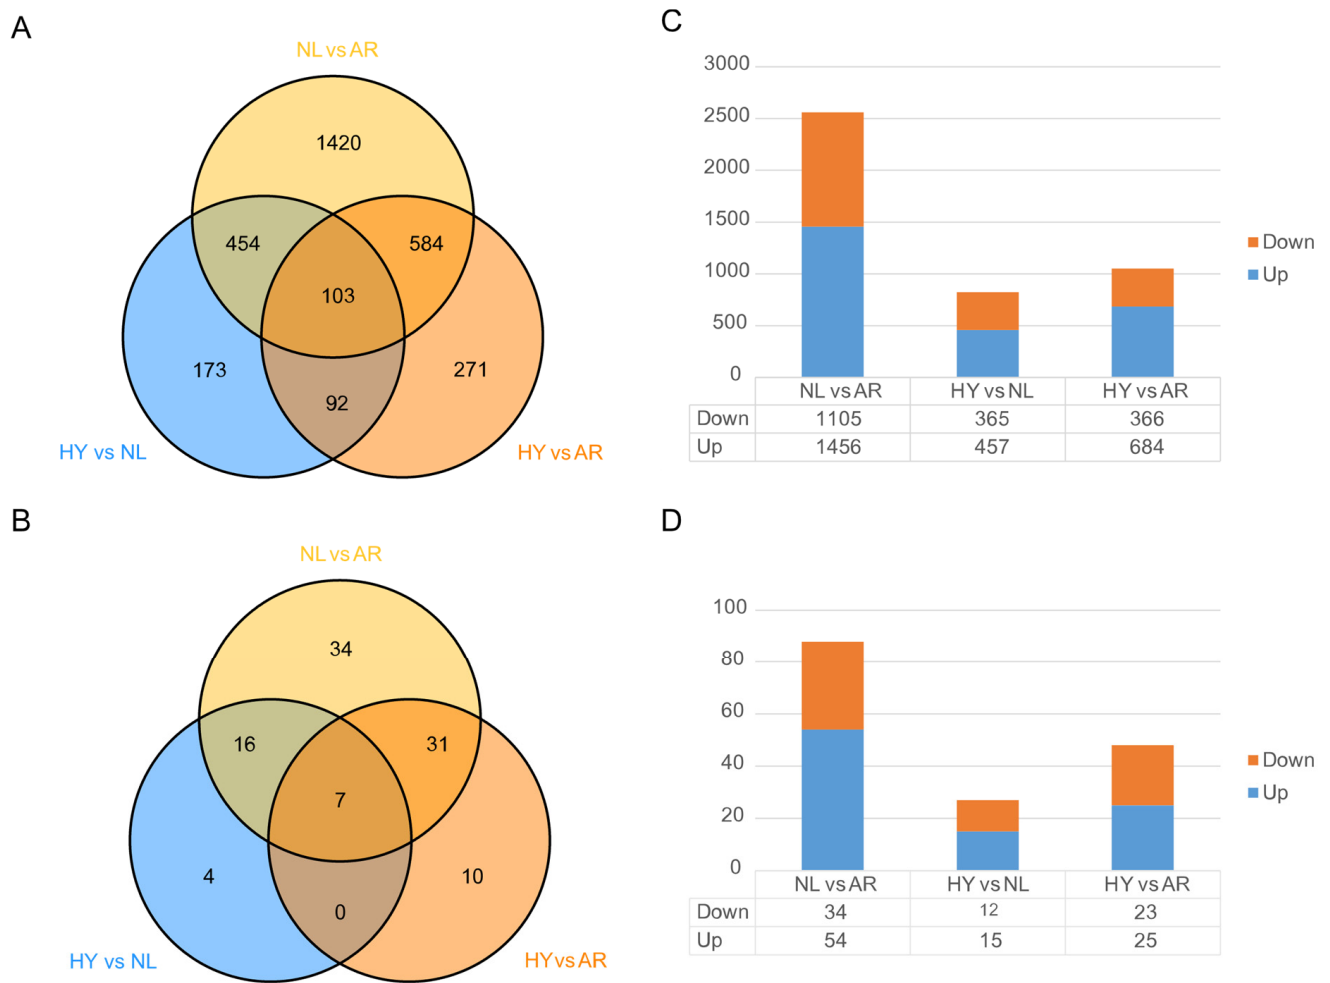 A
NL vs AR
1420
454
584
103
173
271
92
HY vs NL
HY vs AR
B
NL vs AR
34
16
31
7
4
10
0
HY vs NL
HYvs AR
C
3000
2500
2000
1500
1000
500
0
Down
Up
NL vs AR HY vs NL HY vs AR
Down 1105 365 366
Up 1456 457 684
D
100
80
60
40
20
0
Down
Up
NL vs AR HY vs NL HY vs AR
Down 34 12 23
Up 54 15 25